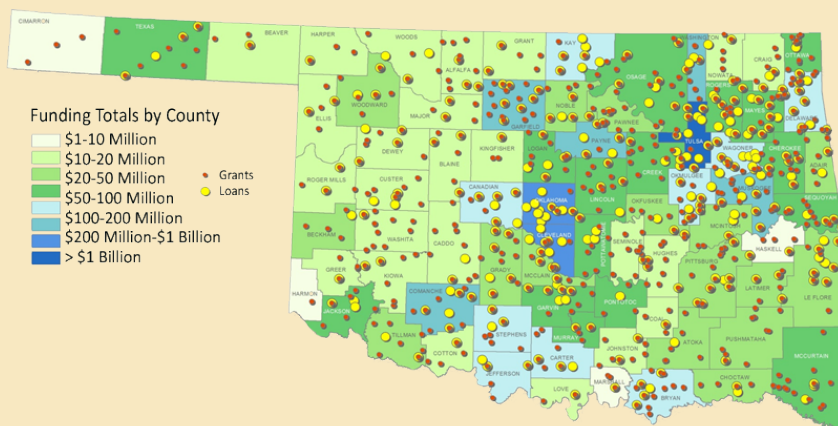 CIMARRON
TEXAS
BEAVER
HARPER
WOODS
ALFALFA
GRANT
KAY
OSAGE
WASHINGTON
NOWATA
CRAIG
OTTAWA
ROGERS
MAYES
DELAWARE
ELLIS
WOODWARD
MAJOR
GARFIELD
NOBLE
PAWNEE
TULSA
Funding Totals by County
$1-10 Million
$10-20 Million
$20-50 Million
$50-100 Million
$100-200 Million
$200 Million-$1 Billion
> $1 Billion
Grants
Loans
DEWEY
BLAINE
KINGFISHER
LOGAN
PAYNE
CREEK
WAGONER
CHEROKEE
ADAIR
ROGER MILLS
CUSTER
CANADIAN
OKLAHOMA
LINCOLN
OKFUSKEE
OKMULGEE
SEQUOYAH
BECKHAM
WASHITA
CADDO
GRADY
CLEVELAND
MCCLAIN
SEMINOLE
HUGHES
MCINTOSH
HASKELL
PITTSBURG
LATIMER
LE FLORE
GREER
KIOWA
HARMON
JACKSON
COMANCHE
TILLMAN
COTTON
STEPHENS
GARVIN
MURRAY
PONTOTOC
COAL
ATOKA
PUSHMATAHA
MCCURTAIN
JEFFERSON
CARTER
JOHNSTON
LOVE
MARSHALL
BRYAN
CHOCTAW